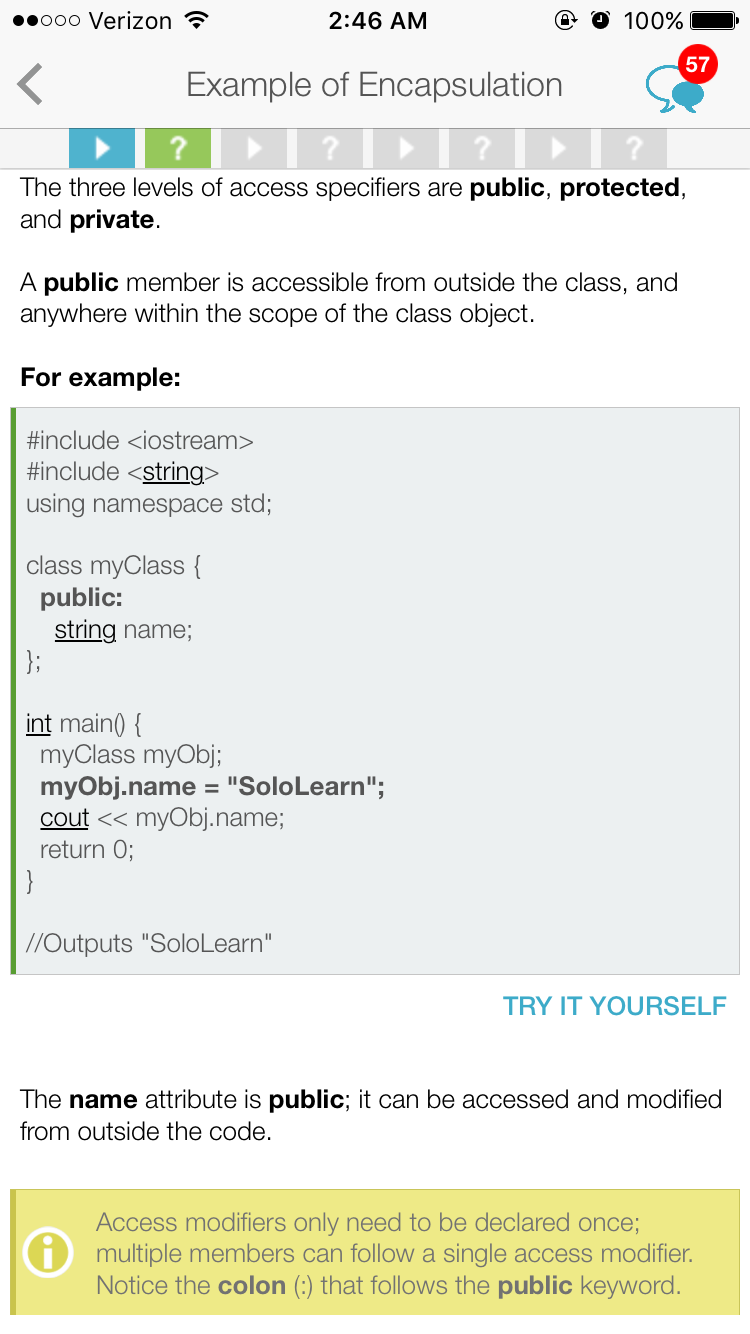 Verizon 2:46 AM 100%
Example of Encapsulation 57
? ? ? ?
The three levels of access specifiers are public, protected,
and private.
A public member is accessible from outside the class, and
anywhere within the scope of the class object.
For example:
#include <iostream>
#include <string>
using namespace std;
class myClass {
public:
string name;
};
int main() {
myClass myObj;
myObj.name = "SoloLearn";
cout << myObj.name;
return 0;
}
//Outputs "SoloLearn"
TRY IT YOURSELF
The name attribute is public; it can be accessed and modified
from outside the code.
Access modifiers only need to be declared once;
multiple members can follow a single access modifier.
Notice the colon (:) that follows the public keyword.